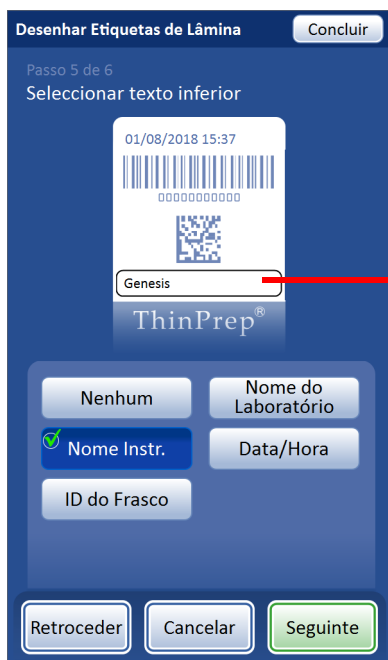 Desenhar Etiquetas de Lâmina
Concluir
Passo 5 de 6
Seleccionar texto inferior
01/08/2018 15:37
00000000000
Genesis
ThinPrep®
Nenhum
Nome do
Laboratório
Nome Instr.
Data/Hora
ID do Frasco
Retroceder
Cancelar
Seguinte